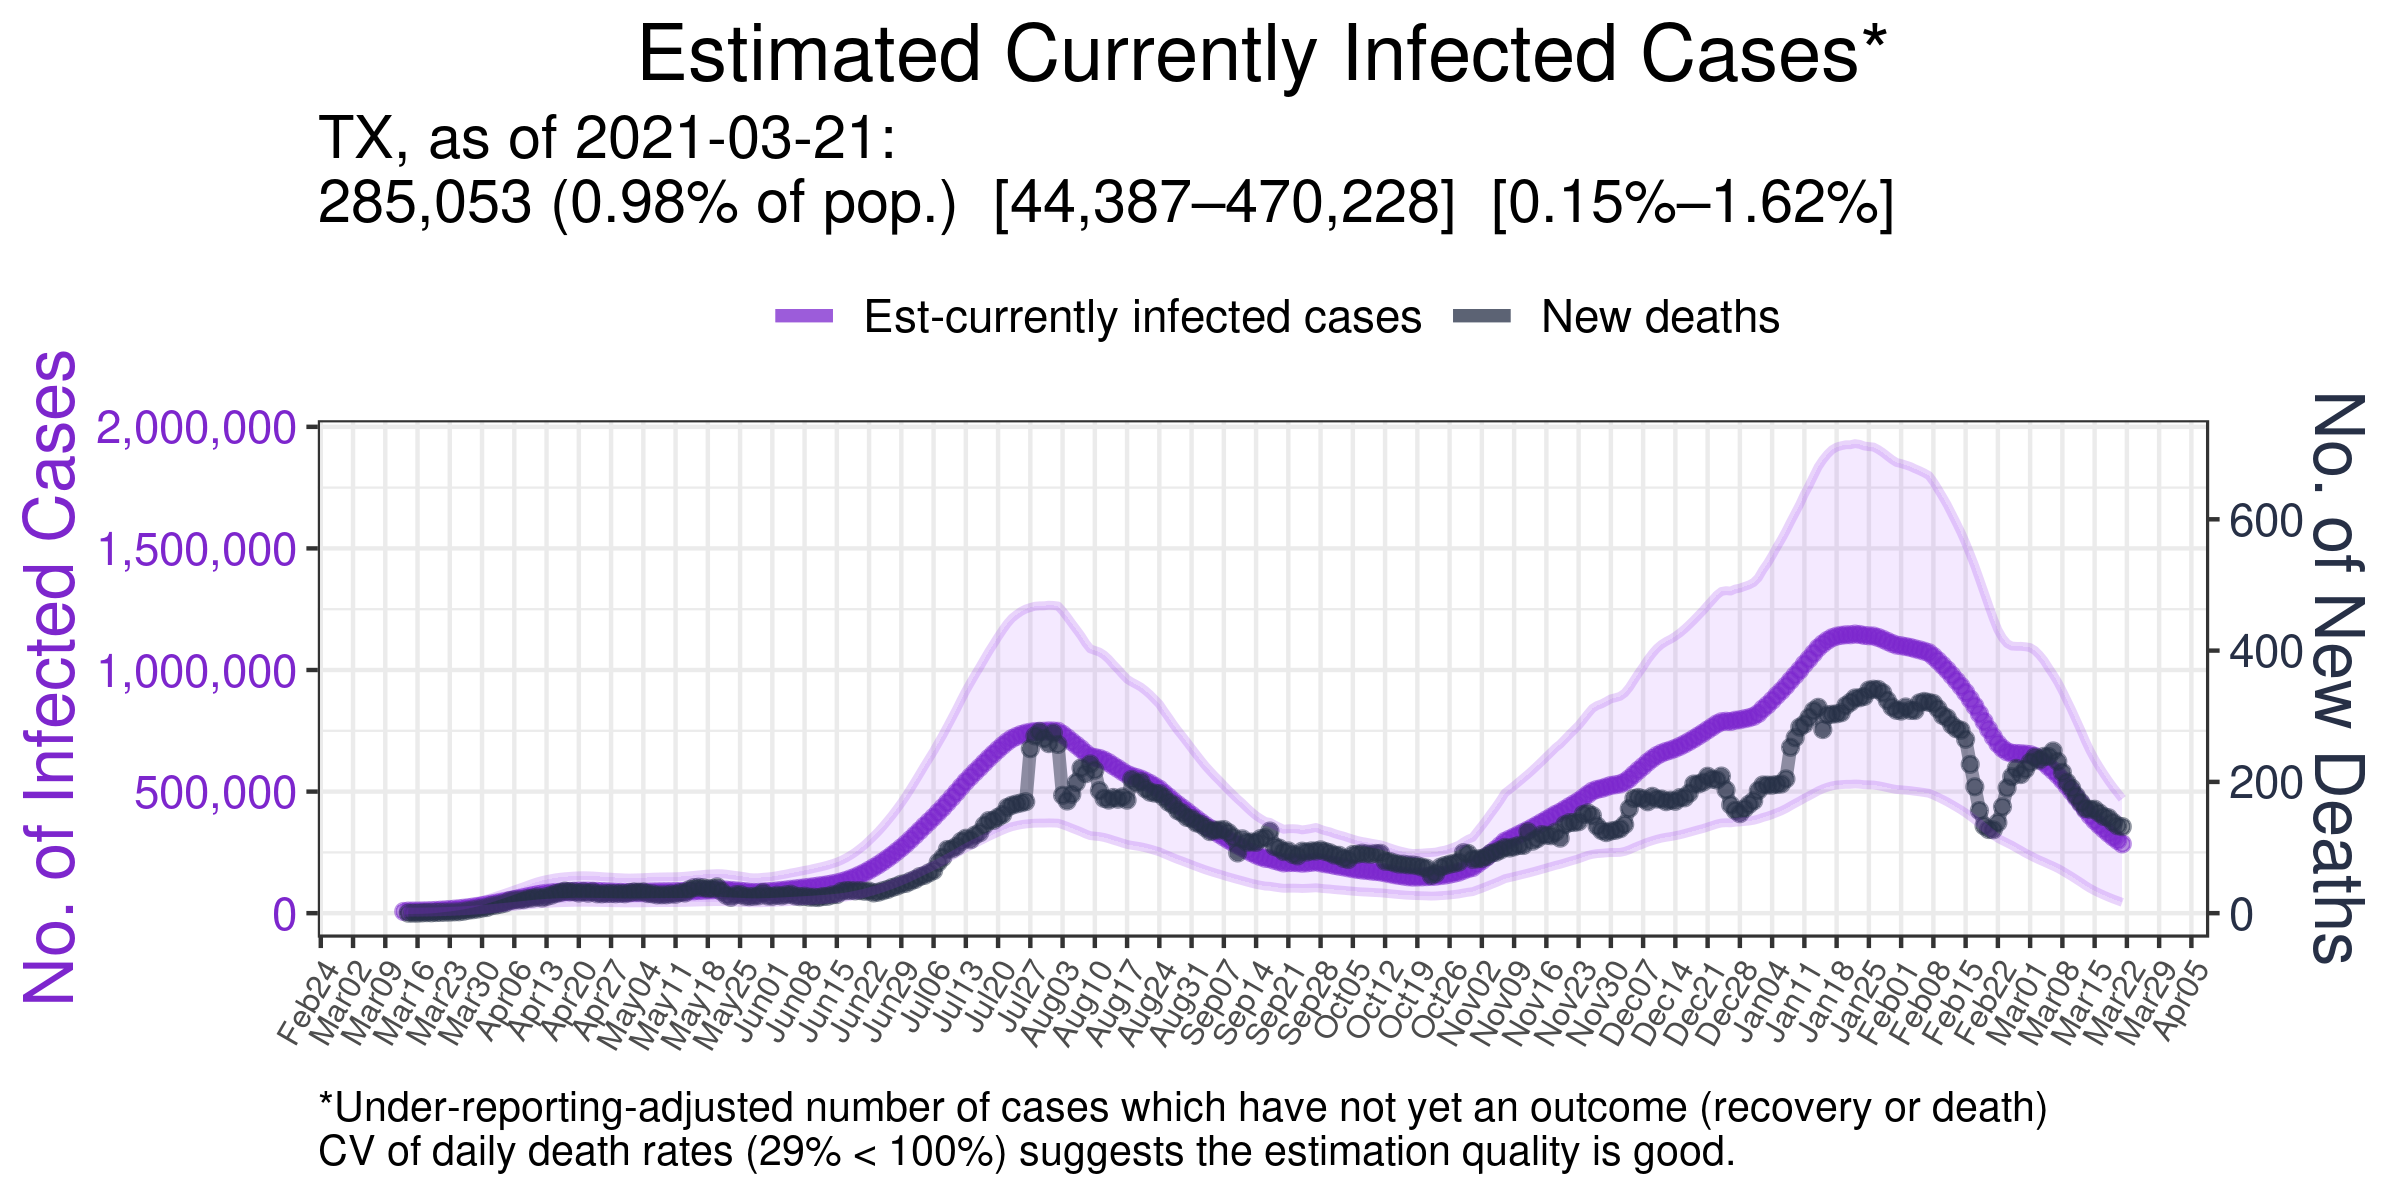 Estimated Currently Infected Cases*
TX, as of 2021-03-21:
285,053 (0.98% of pop.) [44,387–470,228] [0.15%–1.62%]
Est-currently infected cases
New deaths
No. of Infected Cases
2,000,000
1,500,000
1,000,000
500,000
0
No. of New Deaths
600
400
200
0
Feb24
Mar02
Mar09
Mar16
Mar23
Mar30
Apr06
Apr13
Apr20
Apr27
May04
May11
May18
May25
Jun01
Jun08
Jun15
Jun22
Jun29
Jul06
Jul13
Jul20
Jul27
Aug03
Aug10
Aug17
Aug24
Aug31
Sep07
Sep14
Sep21
Sep28
Oct05
Oct12
Oct19
Oct26
Nov02
Nov09
Nov16
Nov23
Nov30
Dec07
Dec14
Dec21
Dec28
Jan04
Jan11
Jan18
Jan25
Feb01
Feb08
Feb15
Feb22
Mar01
Mar08
Mar15
Mar22
Mar29
Apr05
*Under-reporting-adjusted number of cases which have not yet an outcome (recovery or death)
CV of daily death rates (29% < 100%) suggests the estimation quality is good.